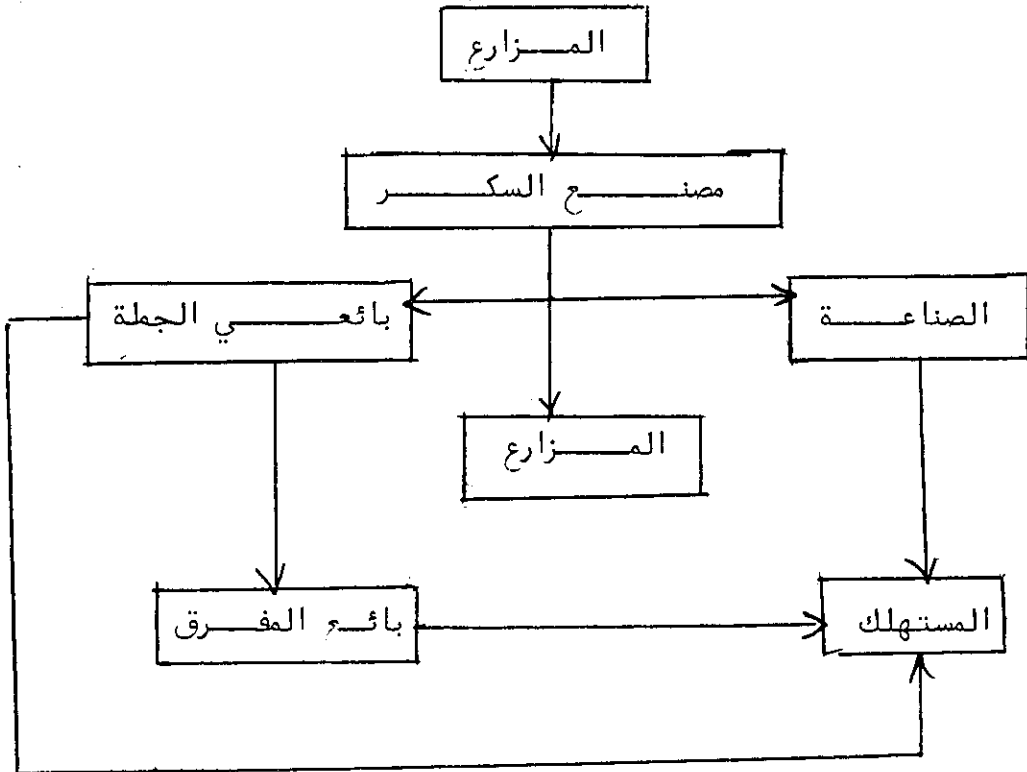 المزارع
مصنع السكر
الصناعة
بائعي الجملة
المزارع
بائع المفرق
المستهلك